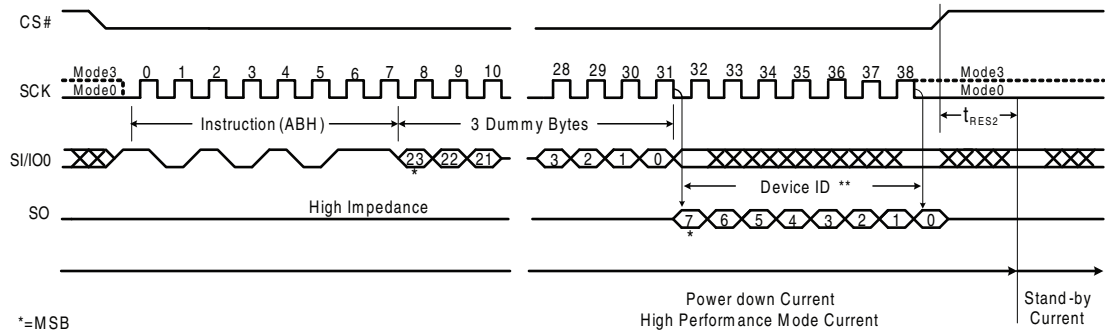 CS#
Mode3 0 1 2 3 4 5 6 7 8 9 10 28 29 30 31 32 33 34 35 36 37 38 Mode3
SCK Mode0 Mode0
Instruction(ABH) 3 Dummy Bytes tRES2
SI/IO0 23 22 21 3 2 1 0
*
Device ID **
SO High Impedance 7 6 5 4 3 2 1 0
*
Power down Current Stand-by
High Performance Mode Current Current
*=MSB